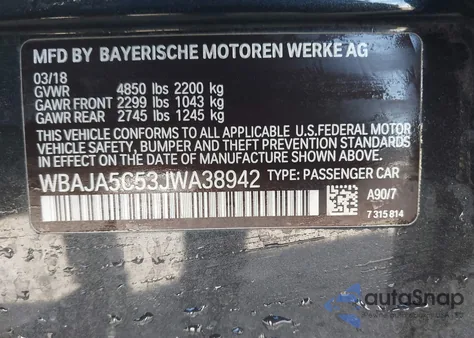 MFD BY BAYERISCHE MOTOREN WERKE AG
03/18
GVWR 4850 lbs 2200 kg
GAWR FRONT 2299 lbs 1043 kg
GAWR REAR 2745 lbs 1245 kg
THIS VEHICLE CONFORMS TO ALL APPLICABLE U.S.FEDERAL MOTOR
VEHICLE SAFETY, BUMPER AND THEFT PREVENTION STANDARDS
IN EFFECT ON THE DATE OF MANUFACTURE SHOWN ABOVE.
WBAJA5C53JWA38942 TYPE: PASSENGER CAR
A90/7
7 315 814
autoSnap